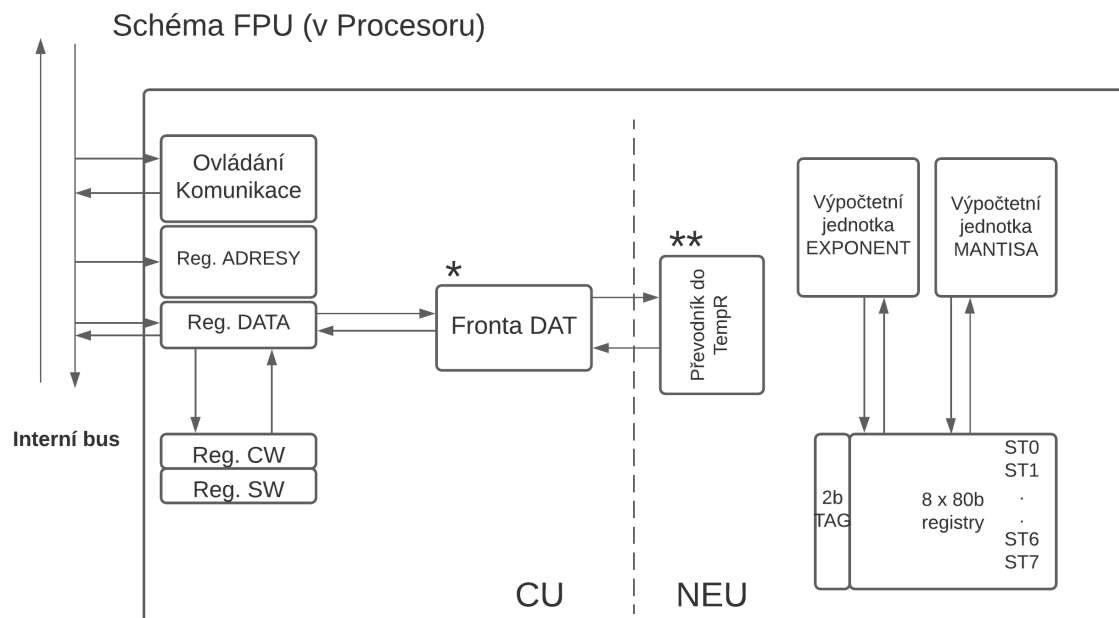 Schéma FPU (v Procesoru)
Ovládání
Komunikace
Reg. ADRESY
Reg. DATA
Interní bus
Reg. CW
Reg. SW
*
Fronta DAT
**
Převodník do
TempR
Výpočtetní
jednotka
EXPONENT
Výpočtetní
jednotka
MANTISA
2b
TAG
8 x 80b
registry
ST0
ST1
.
.
ST6
ST7
CU
NEU